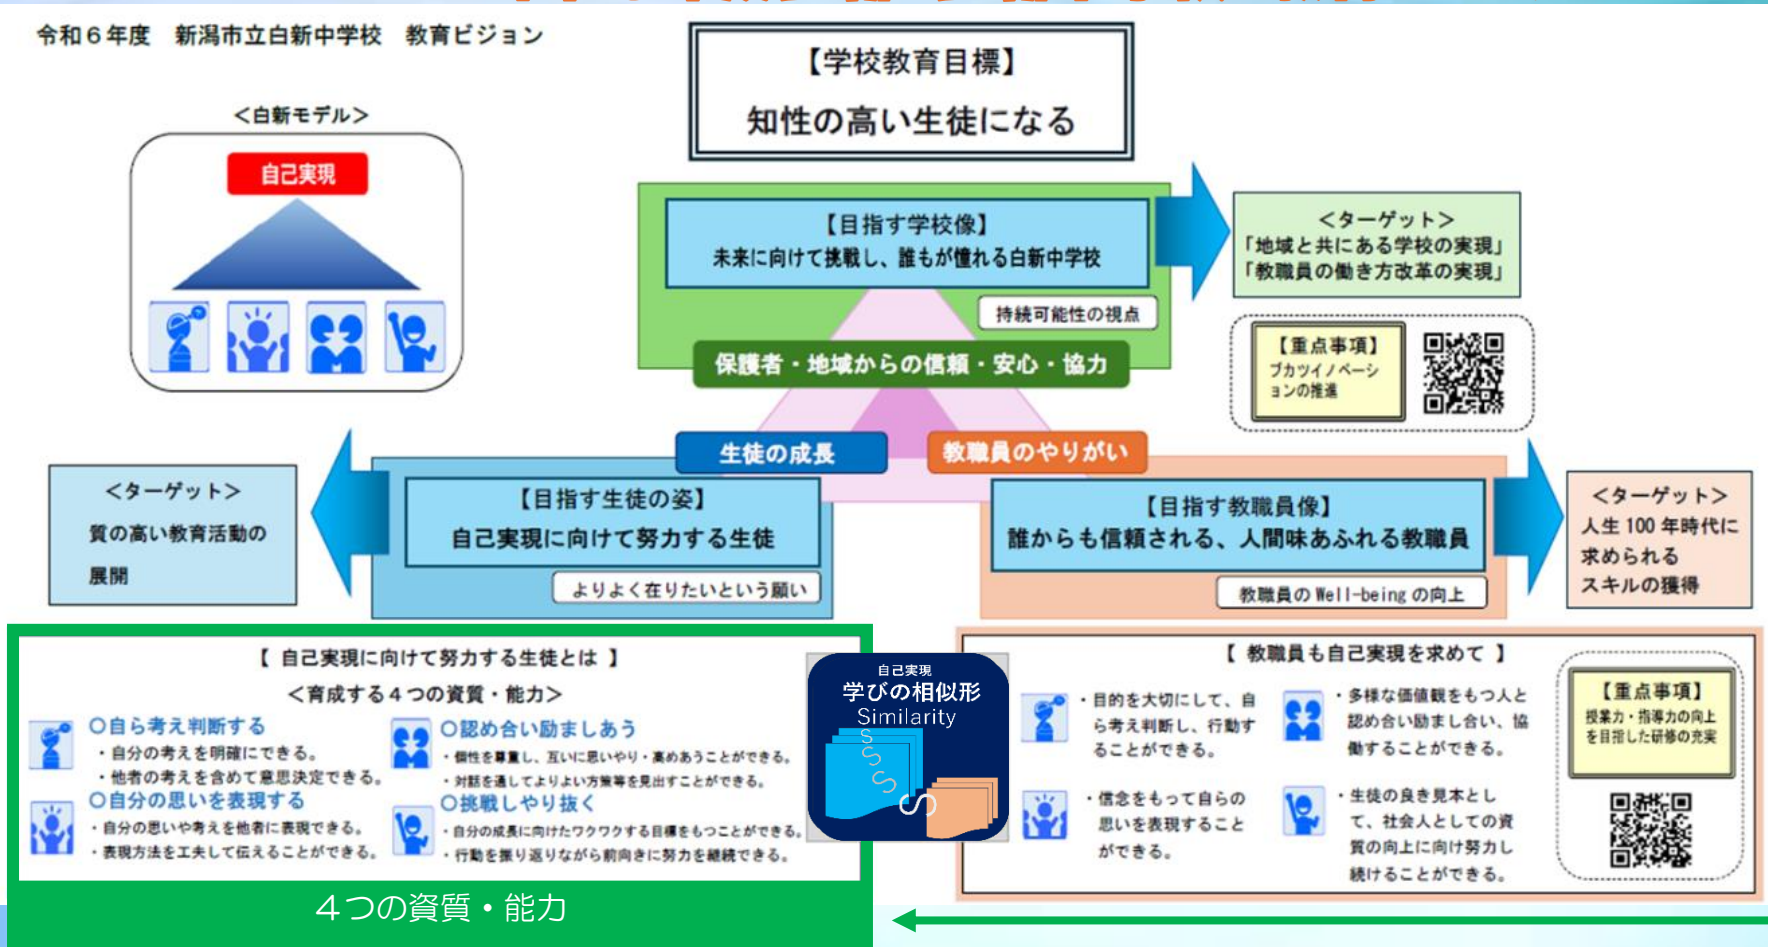 令和６年度　新潟市立白新中学校　教育ビジョン
【学校教育目標】
知性の高い生徒になる
＜白新モデル＞
自己実現
【目指す学校像】
未来に向けて挑戦し、誰もが憧れる白新中学校
持続可能性の視点
保護者・地域からの信頼・安心・協力
＜ターゲット＞
「地域と共にある学校の実現」
「教職員の働き方改革の実現」
【重点事項】
ブカツイノベーシ
ョンの推進
生徒の成長
教職員のやりがい
＜ターゲット＞
質の高い教育活動の
展開
【目指す生徒の姿】
自己実現に向けて努力する生徒
よりよく在りたいという願い
【目指す教職員像】
誰からも信頼される、人間味あふれる教職員
教職員の Well-being の向上
＜ターゲット＞
人生 100 年時代に
求められる
スキルの獲得
【 自己実現に向けて努力する生徒とは 】
＜育成する４つの資質・能力＞
〇自ら考え判断する
・自分の考えを明確にできる。
・他者の考えを含めて意思決定できる。
〇自分の思いを表現する
・自分の思いや考えを他者に表現できる。
・表現方法を工夫して伝えることができる。
〇認め合い励ましあう
・個性を尊重し、互いに思いやり・高めあうことができる。
・対話を通してよりよい方策等を見出すことができる。
〇挑戦しやり抜く
・自分の成長に向けたワクワクする目標をもつことができる。
・行動を振り返りながら前向きに努力を継続できる。
４つの資質・能力
自己実現
学びの相似形
Similarity
S
S
S
S
S
【 教職員も自己実現を求めて 】
・目的を大切にして、自
ら考え判断し、行動す
ることができる。
・多様な価値観をもつ人と
認め合い励まし合い、協
働することができる。
・信念をもって自らの
思いを表現すること
ができる。
・生徒の良き見本とし
て、社会人としての資
質の向上に向け努力し
続けることができる。
【重点事項】
授業力・指導力の向上
を目指した研修の充実